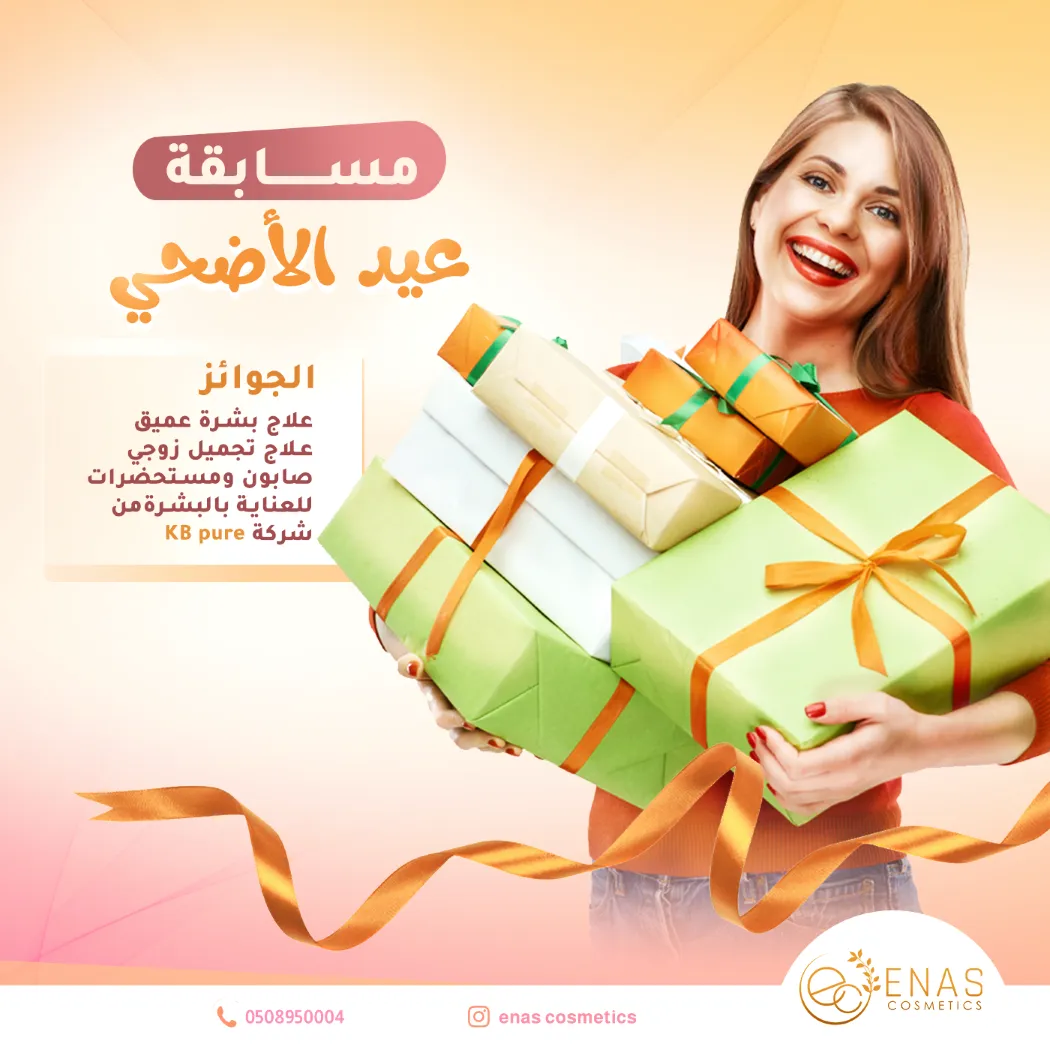 مسابقة
عيد الأضحي
الجوائز
علاج بشرة عميق
علاج تجميل زوجي
صابون ومستحضرات
للعناية بالبشرةمن
شركة KB pure
ENAS
COSMETICS
0508950004
enas cosmetics